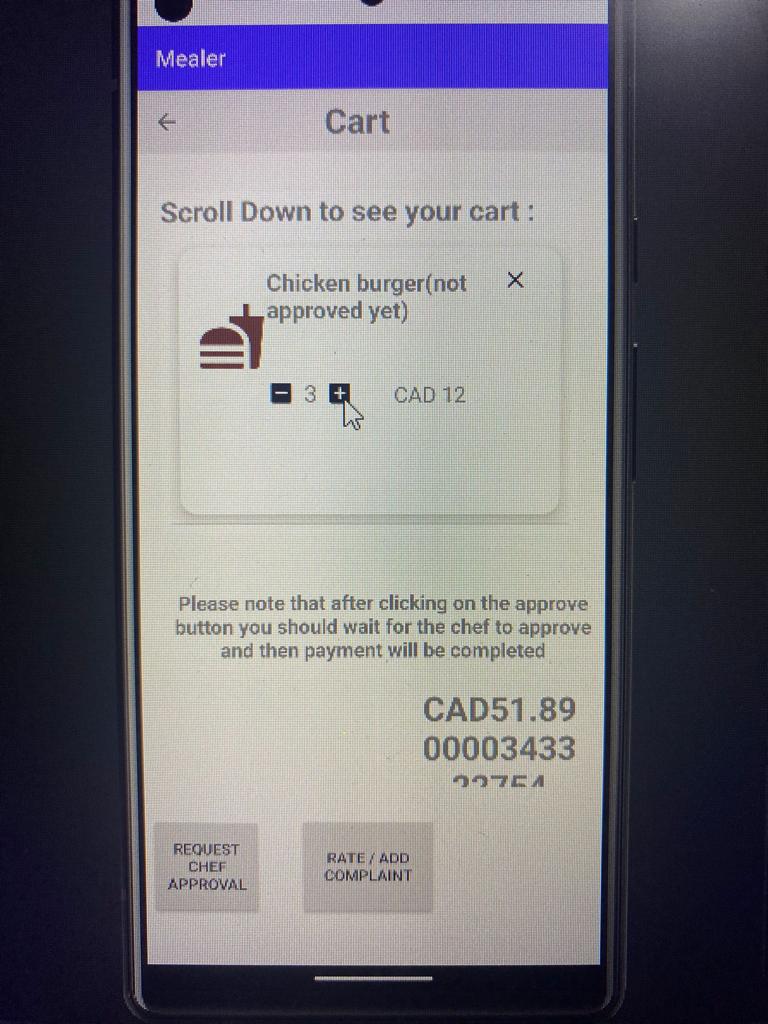 Mealer
Cart
Scroll Down to see your cart :
Chicken burger(not
approved yet)
3
CAD 12
Please note that after clicking on the approve
button you should wait for the chef to approve
and then payment will be completed
CAD51.89
00003433
REQUEST
CHEF
APPROVAL
RATE / ADD
COMPLAINT